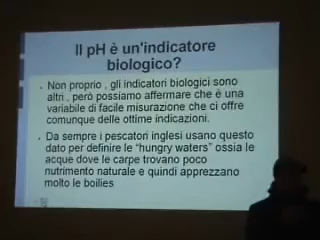 Il pH è un'indicatore
biologico?
Non proprio , gli indicatori biologici sono
altri , però possiamo affermare che è una
variabile di facile misurazione che ci offre
comunque delle ottime indicazioni.
Da sempre i pescatori inglesi usano questo
dato per definire le “hungry waters” ossia le
acque dove le carpe trovano poco
nutrimento naturale e quindi apprezzano
molto le boilies